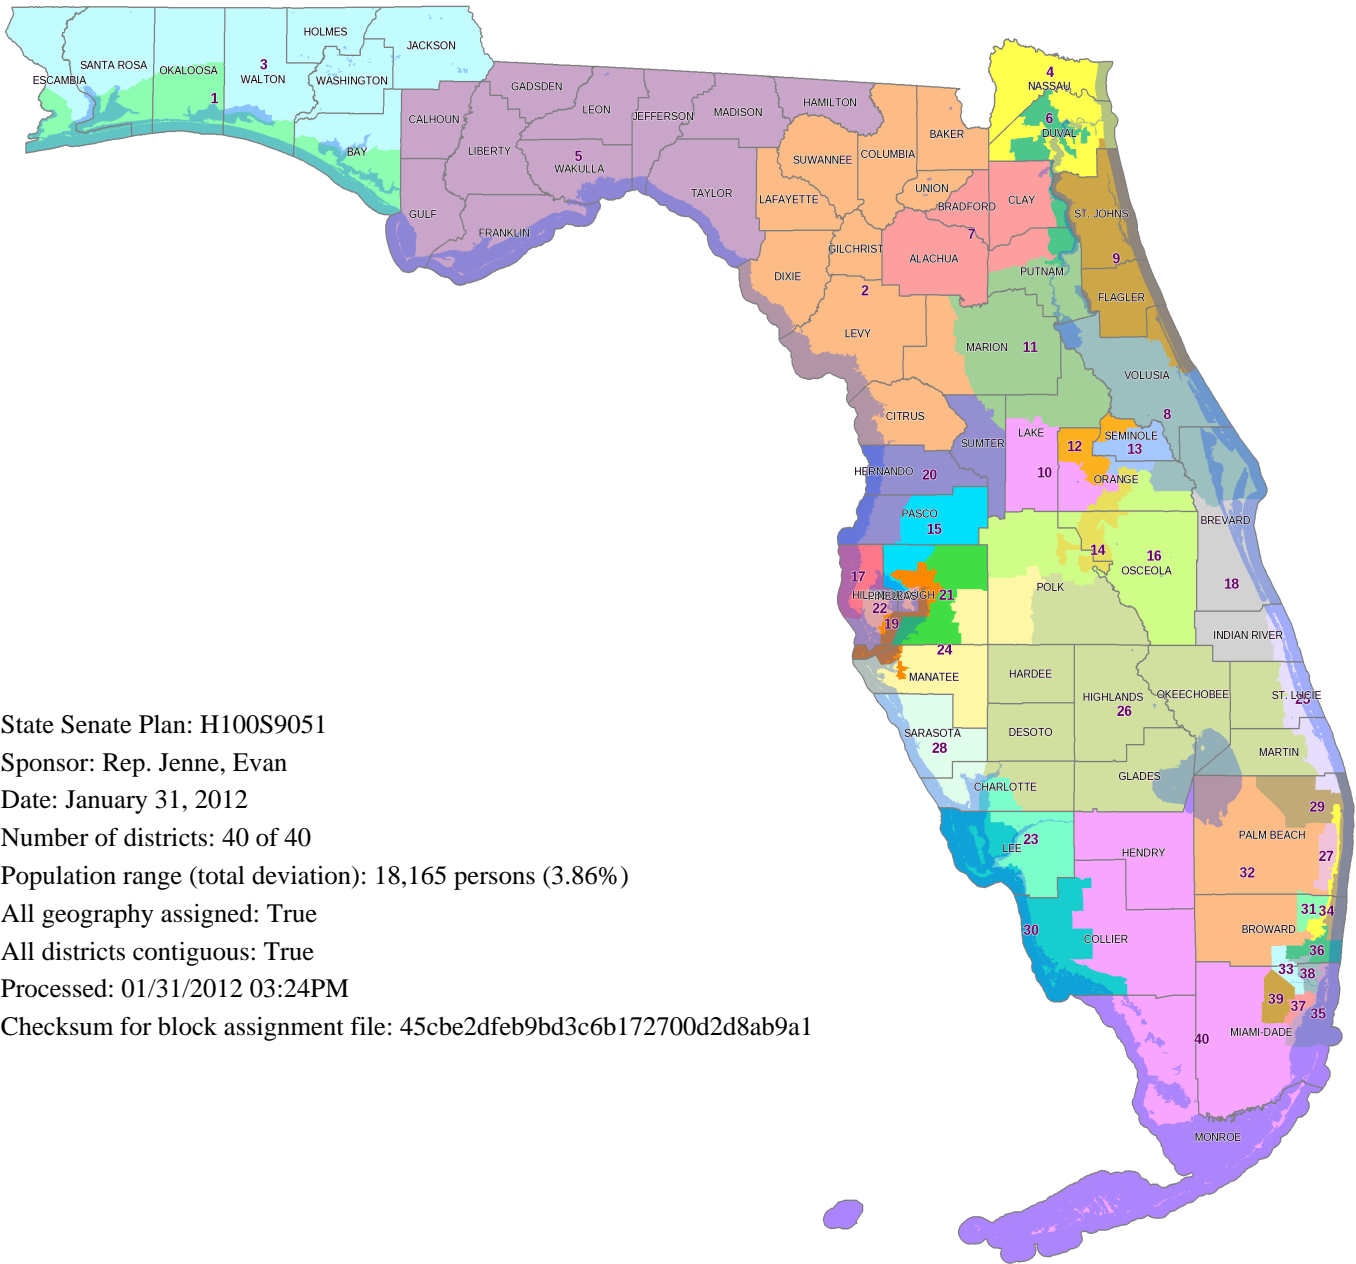 HOLMES
JACKSON
SANTA ROSA
OKALOOSA
3
WALTON
WASHINGTON
ESCAMBIA
1
BAY
GADSDEN
CALHOUN
LEON
JEFFERSON
MADISON
HAMILTON
LIBERTY
5
WAKULLA
TAYLOR
GULF
FRANKLIN
4
NASSAU
6
DUVAL
BAKER
COLUMBIA
SUWANNEE
UNION
LAFAYETTE
BRADFORD
CLAY
ST. JOHNS
7
GILCHRIST
ALACHUA
9
DIXIE
PUTNAM
2
FLAGLER
LEVY
MARION 11
VOLUSIA
8
CITRUS
SUMTER
LAKE
12
SEMINOLE
13
HERNANDO 20
10
ORANGE
PASCO
15
BREVARD
14
16
OSCEOLA
17
POLK
18
HILLSBOROUGH
PINELLAS
21
22
19
INDIAN RIVER
24
MANATEE
HARDEE
HIGHLANDS
26
OKEECHOBEE
ST. LUCIE
25
SARASOTA
28
DESOTO
MARTIN
CHARLOTTE
GLADES
29
PALM BEACH
23
LEE
HENDRY
27
32
31 34
30
COLLIER
BROWARD
36
33 38
39 37 35
MIAMI-DADE
40
MONROE
State Senate Plan: H100S9051
Sponsor: Rep. Jenne, Evan
Date: January 31, 2012
Number of districts: 40 of 40
Population range (total deviation): 18,165 persons (3.86%)
All geography assigned: True
All districts contiguous: True
Processed: 01/31/2012 03:24PM
Checksum for block assignment file: 45cbe2dfeb9bd3c6b172700d2d8ab9a1